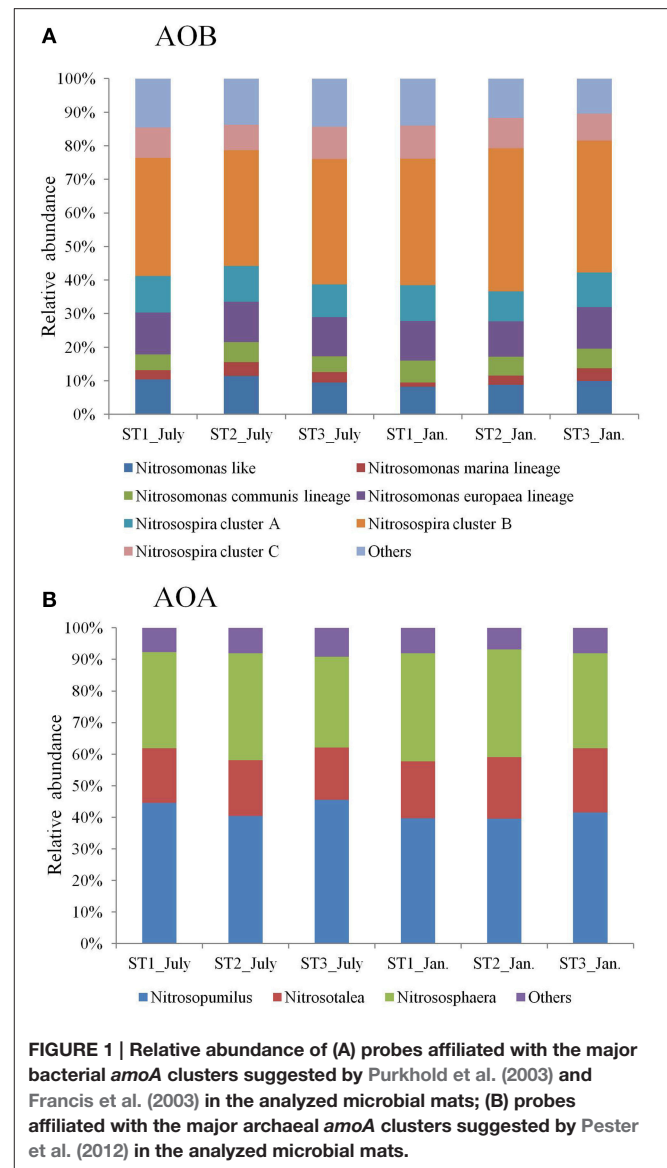 A AOB
100%
90%
80%
70%
60%
50%
40%
30%
20%
10%
0%
Relative abundance
ST1_July ST2_July ST3_July ST1_Jan. ST2_Jan. ST3_Jan.
Nitrosomonas like Nitrosomonas marina lineage
Nitrosomonas communis lineage Nitrosomonas europaea lineage
Nitrosospira cluster A Nitrosospira cluster B
Nitrosospira cluster C Others
B AOA
100%
90%
80%
70%
60%
50%
40%
30%
20%
10%
0%
Relative abundance
ST1_July ST2_July ST3_July ST1_Jan. ST2_Jan. ST3_Jan.
Nitrosopumilus Nitrosotalea Nitrososphaera Others
FIGURE 1 | Relative abundance of (A) probes affiliated with the major
bacterial amoA clusters suggested by Purkhold et al. (2003) and
Francis et al. (2003) in the analyzed microbial mats; (B) probes
affiliated with the major archaeal amoA clusters suggested by Pester
et al. (2012) in the analyzed microbial mats.